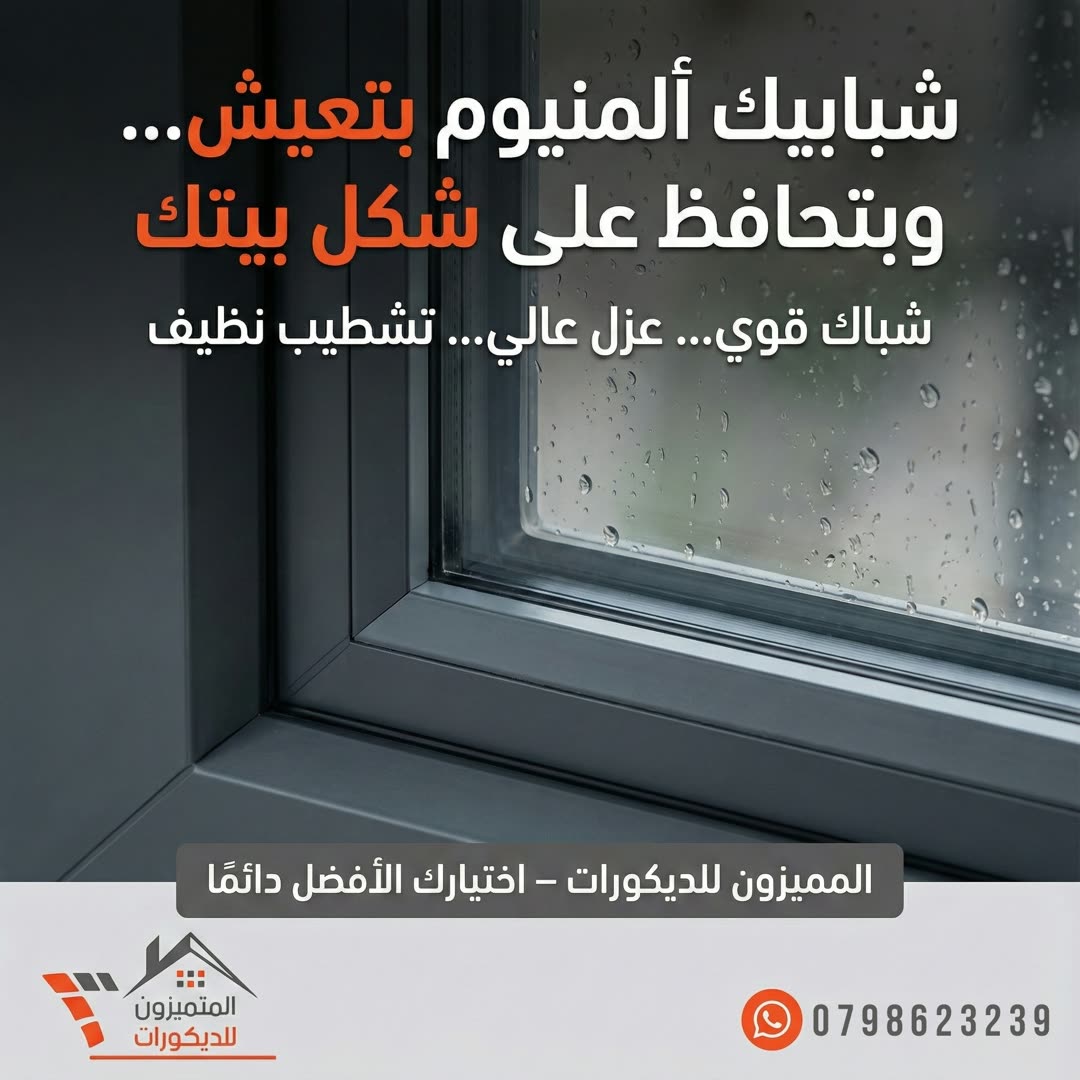 شبابيك ألمنيوم بتعيش...
وبتحافظ على شكل بيتك
شباك قوي... عزل عالي... تشطيب نظيف
المميزون للديكورات – اختيارك الأفضل دائمًا
المتميزون
للديكورات
0798623239